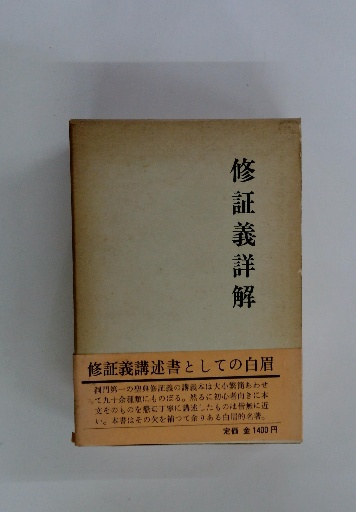 修証義詳解
修証義講述書としての白眉
洞門第一の聖典修証義の講義本は大小繁簡あわせ
て九十余種類にものぼる。然るに初心者向きに本
文そのものを懇に丁寧に講述したものは皆無に近
い。本書はその欠を補って余りある白眉的名著。
定価 金1400円